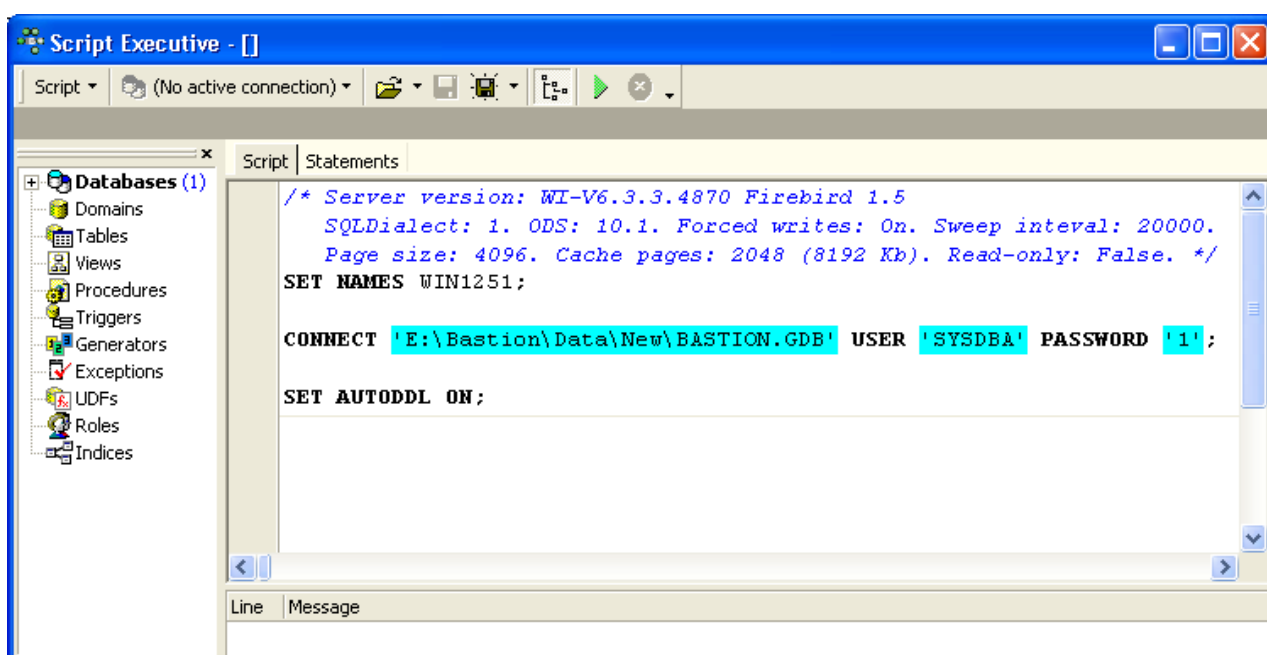 Script Executive - []
Script (No active connection)
Script Statements
Databases (1)
Domains
Tables
Views
Procedures
Triggers
Generators
Exceptions
UDFs
Roles
Indices
/* Server version: WI-V6.3.3.4870 Firebird 1.5
SQLDialect: 1. ODS: 10.1. Forced writes: On. Sweep inteval: 20000.
Page size: 4096. Cache pages: 2048 (8192 Kb). Read-only: False. */
SET NAMES WIN1251;
CONNECT 'E:\Bastion\Data\New\BASTION.GDB' USER 'SYSDBA' PASSWORD '1';
SET AUTODDL ON;
Line Message